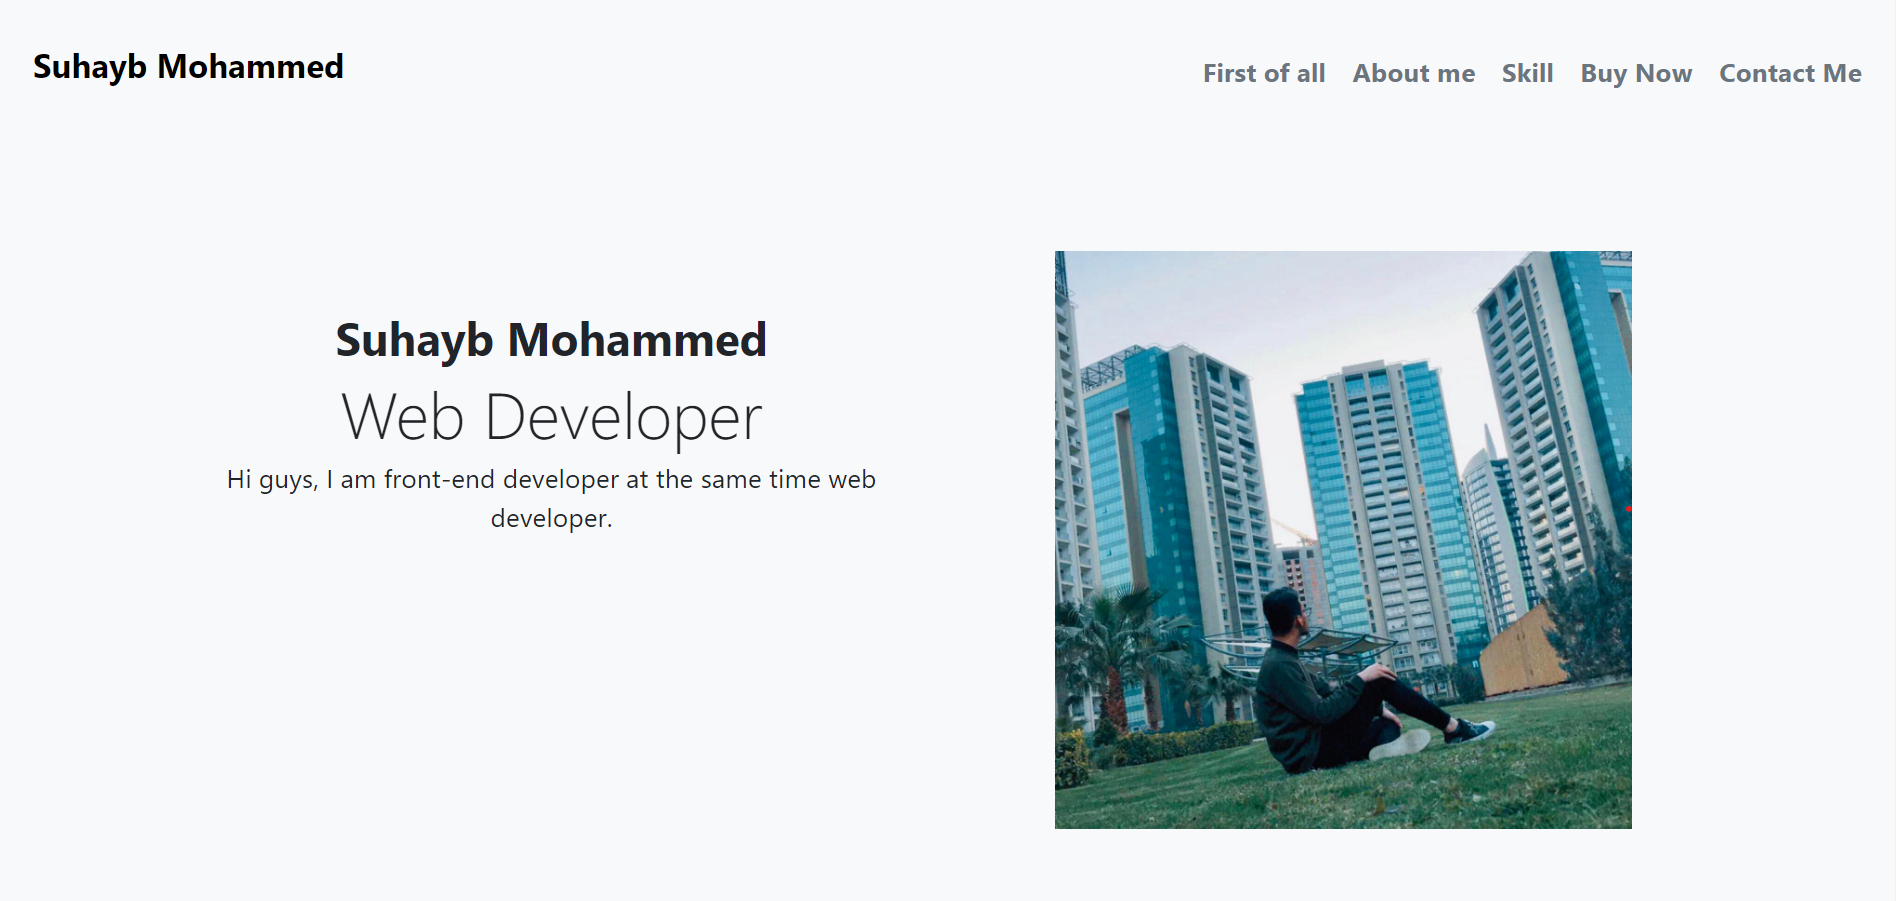 Suhayb Mohammed
First of all About me Skill Buy Now Contact Me
Suhayb Mohammed
Web Developer
Hi guys, I am front-end developer at the same time web
developer.